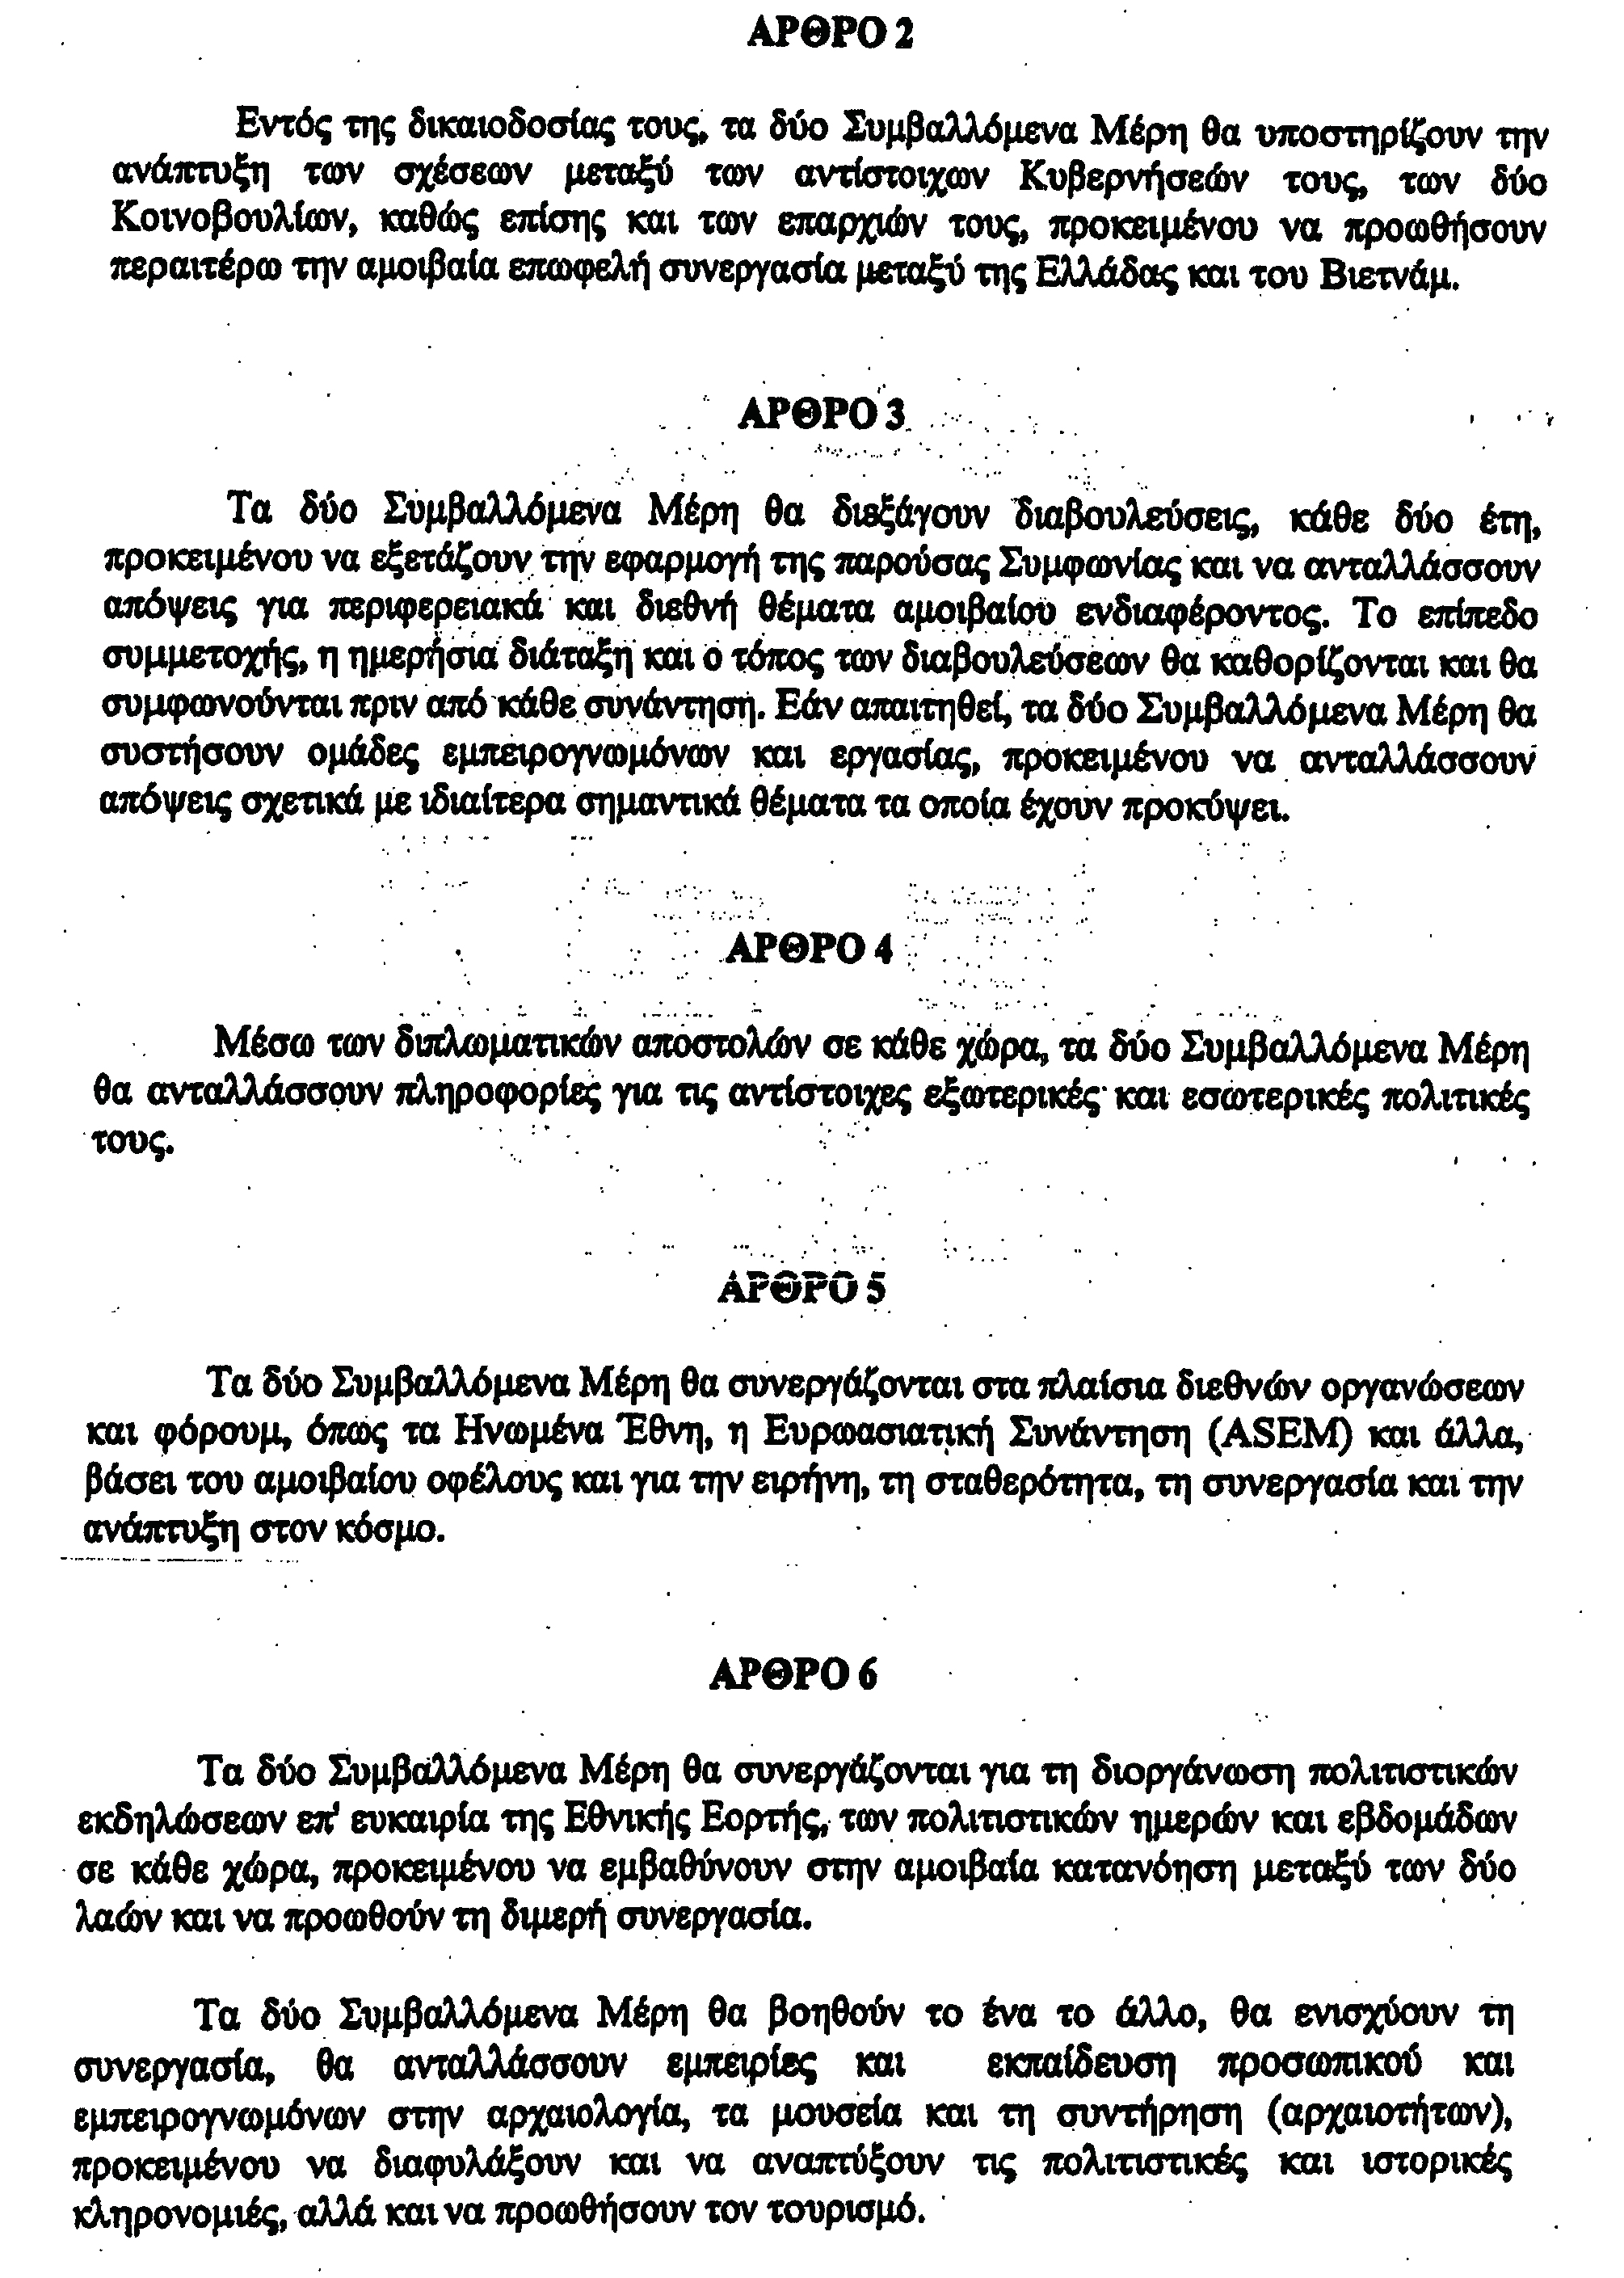 ΑΡΘΡΟ 2
Εντός της δικαιοδοσίας τους, τα δύο Συμβαλλόμενα Μέρη θα υποστηρίζουν την
ανάπτυξη των σχέσεων μεταξύ των αντίστοιχων Κυβερνήσεών τους, των δύο
Κοινοβουλίων, καθώς επίσης και των επαρχιών τους, προκειμένου να προωθήσουν
περαιτέρω την αμοιβαία επωφελή συνεργασία μεταξύ της Ελλάδας και του Βιετνάμ.
ΑΡΘΡΟ 3
Τα δύο Συμβαλλόμενα Μέρη θα διεξάγουν διαβουλεύσεις, κάθε δύο έτη,
προκειμένου να εξετάζουν την εφαρμογή της παρούσας Συμφωνίας και να ανταλλάσσουν
απόψεις για περιφερειακά και διεθνή θέματα αμοιβαίου ενδιαφέροντος. Το επίπεδο
συμμετοχής, η ημερήσια διάταξη και ο τόπος των διαβουλεύσεων θα καθορίζονται και θα
συμφωνούνται πριν από κάθε συνάντηση. Εάν απαιτηθεί, τα δύο Συμβαλλόμενα Μέρη θα
συστήσουν ομάδες εμπειρογνωμόνων και εργασίας, προκειμένου να ανταλλάσσουν
απόψεις σχετικά με ιδιαίτερα σημαντικά θέματα τα οποία έχουν προκύψει.
ΑΡΘΡΟ 4
Μέσω των διπλωματικών αποστολών σε κάθε χώρα, τα δύο Συμβαλλόμενα Μέρη
θα ανταλλάσσουν πληροφορίες για τις αντίστοιχες εξωτερικές και εσωτερικές πολιτικές
τους.
ΑΡΘΡΟ 5
Τα δύο Συμβαλλόμενα Μέρη θα συνεργάζονται στα πλαίσια διεθνών οργανώσεων
και φόρουμ, όπως τα Ηνωμένα Έθνη, η Ευρωασιατική Συνάντηση (ASEM) και άλλα,
βάσει του αμοιβαίου οφέλους και για την ειρήνη, τη σταθερότητα, τη συνεργασία και την
ανάπτυξη στον κόσμο.
ΑΡΘΡΟ 6
Τα δύο Συμβαλλόμενα Μέρη θα συνεργάζονται για τη διοργάνωση πολιτιστικών
εκδηλώσεων επ' ευκαιρία της Εθνικής Εορτής, των πολιτιστικών ημερών και εβδομάδων
σε κάθε χώρα, προκειμένου να εμβαθύνουν στην αμοιβαία κατανόηση μεταξύ των δύο
λαών και να προωθούν τη διμερή συνεργασία.
Τα δύο Συμβαλλόμενα Μέρη θα βοηθούν το ένα το άλλο, θα ενισχύουν τη
συνεργασία, θα ανταλλάσσουν εμπειρίες και εκπαίδευση προσωπικού και
εμπειρογνωμόνων στην αρχαιολογία, τα μουσεία και τη συντήρηση (αρχαιοτήτων),
προκειμένου να διαφυλάξουν και να αναπτύξουν τις πολιτιστικές και ιστορικές
κληρονομιές, αλλά και να προωθήσουν τον τουρισμό.